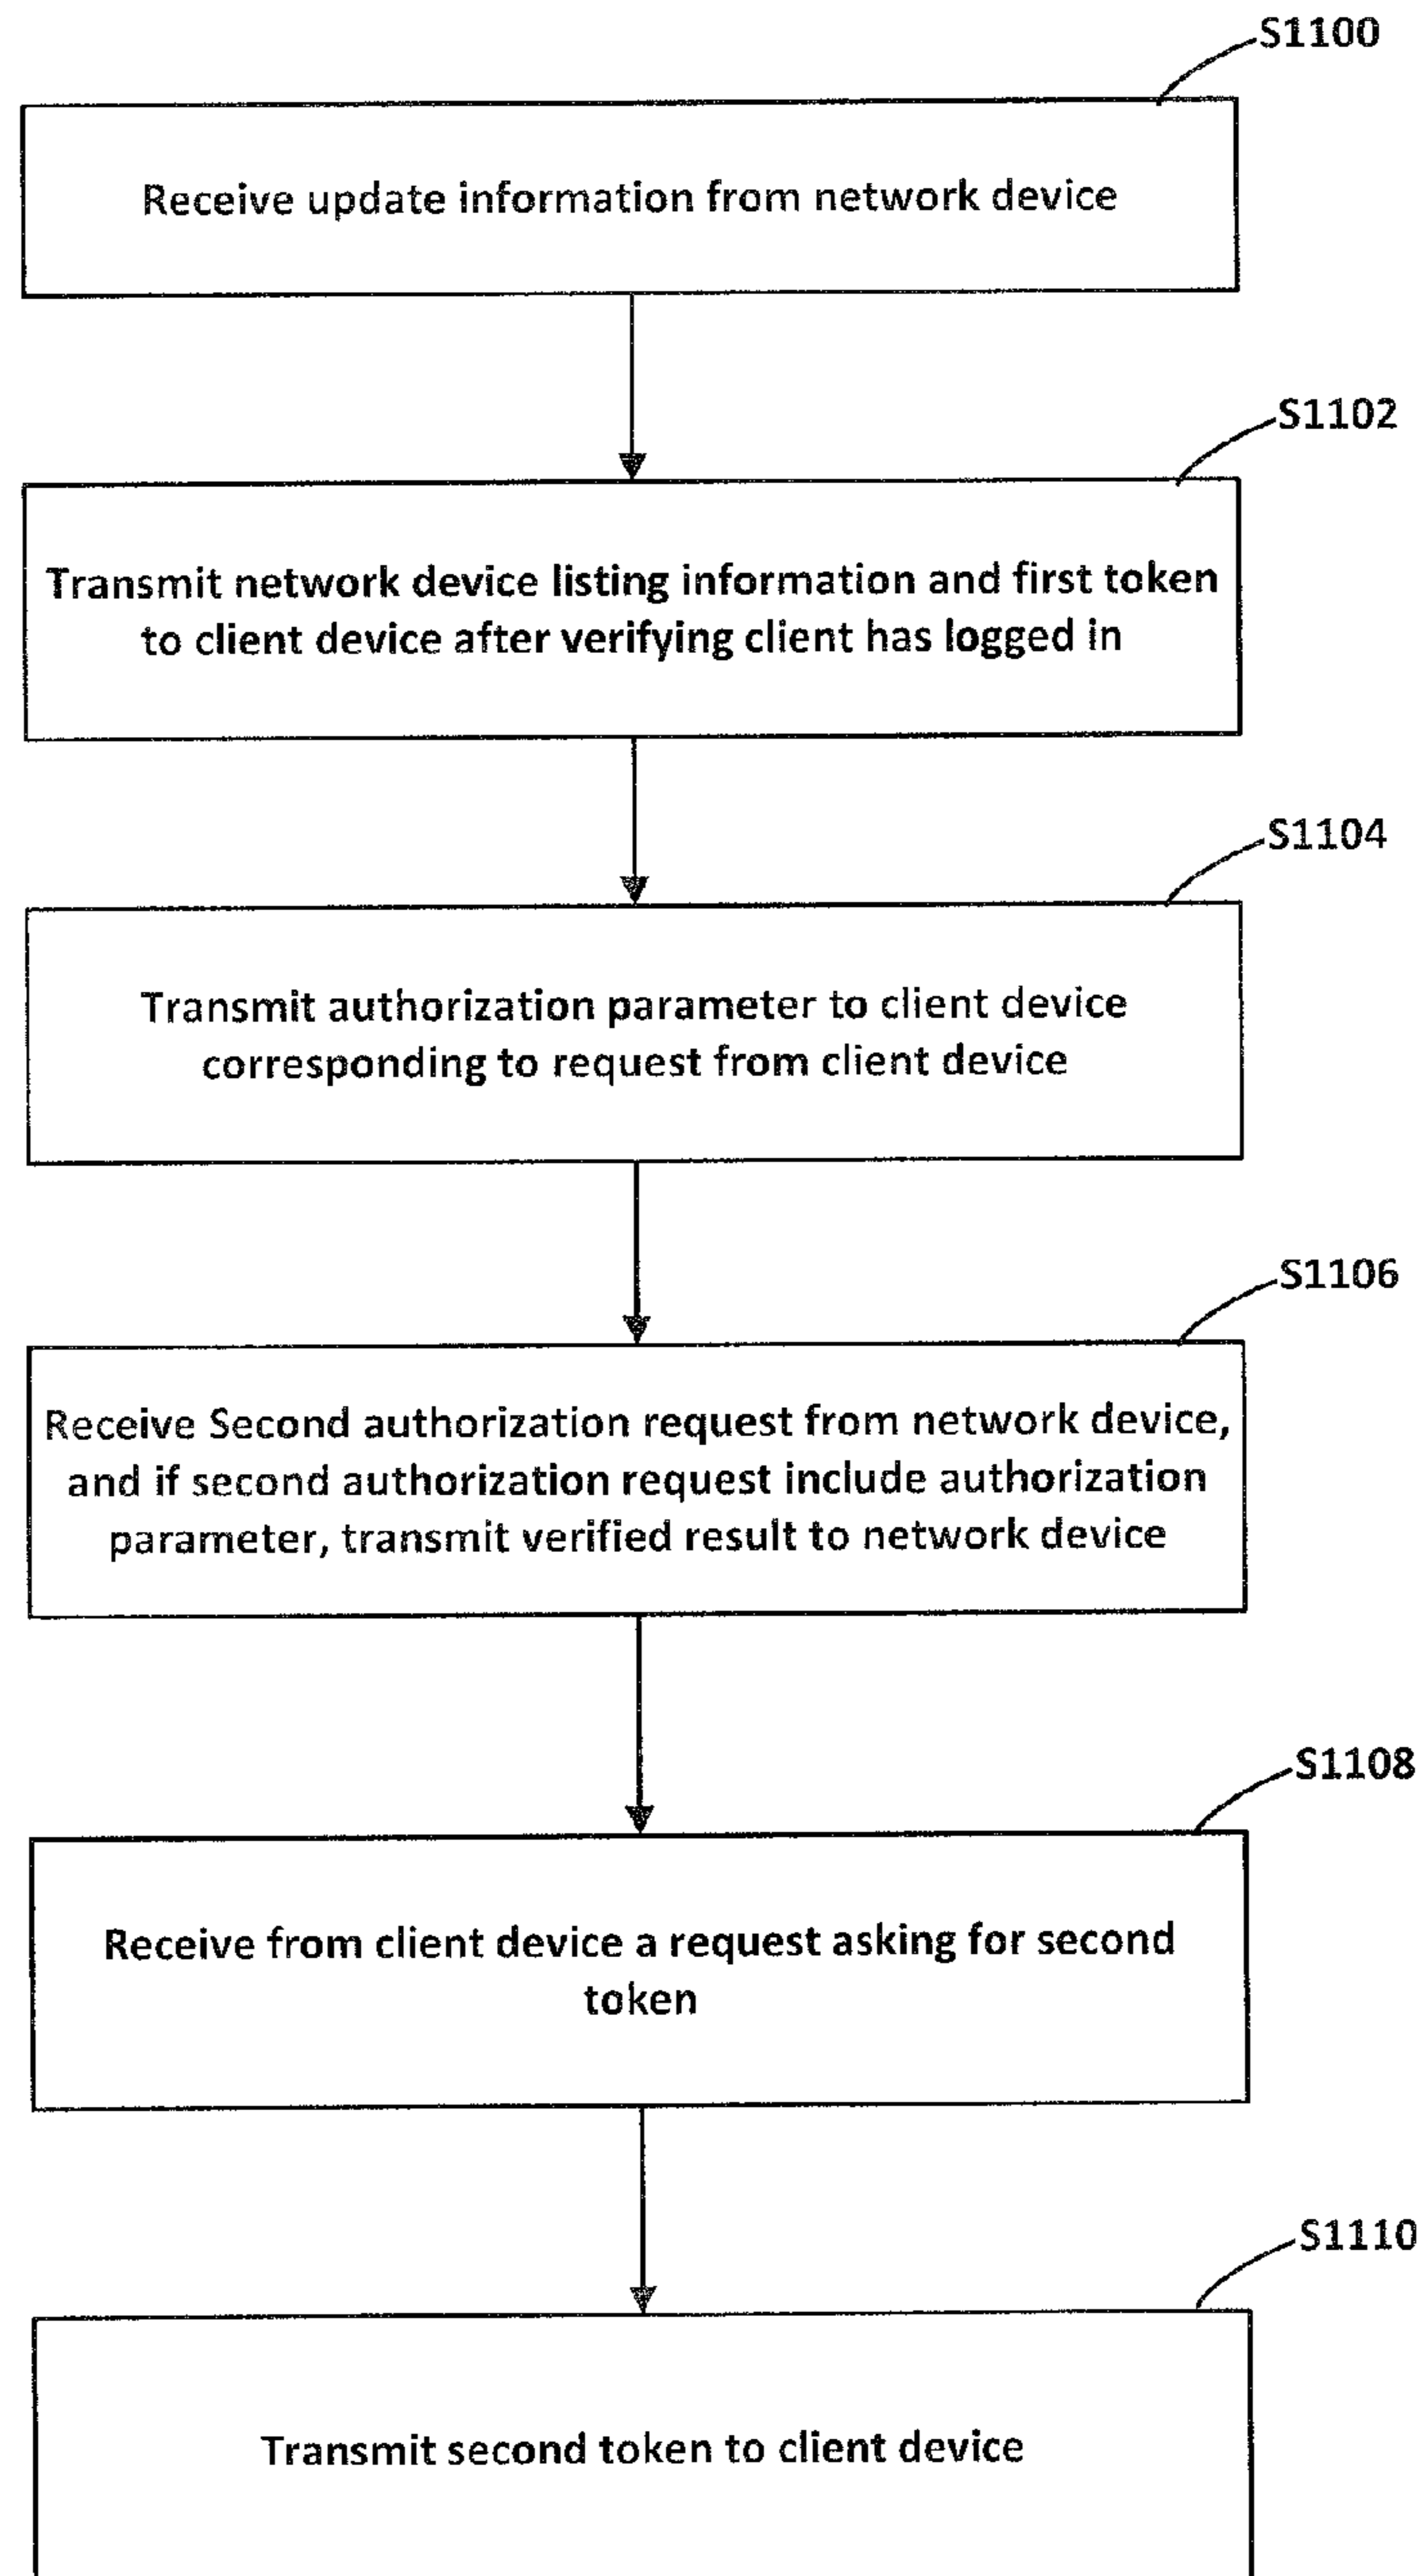 S1100
Receive update information from network device
S1102
Transmit network device listing information and first token
to client device after verifying client has logged in
S1104
Transmit authorization parameter to client device
corresponding to request from client device
S1106
Receive Second authorization request from network device,
and if second authorization request include authorization
parameter, transmit verified result to network device
S1108
Receive from client device a request asking for second
token
S1110
Transmit second token to client device